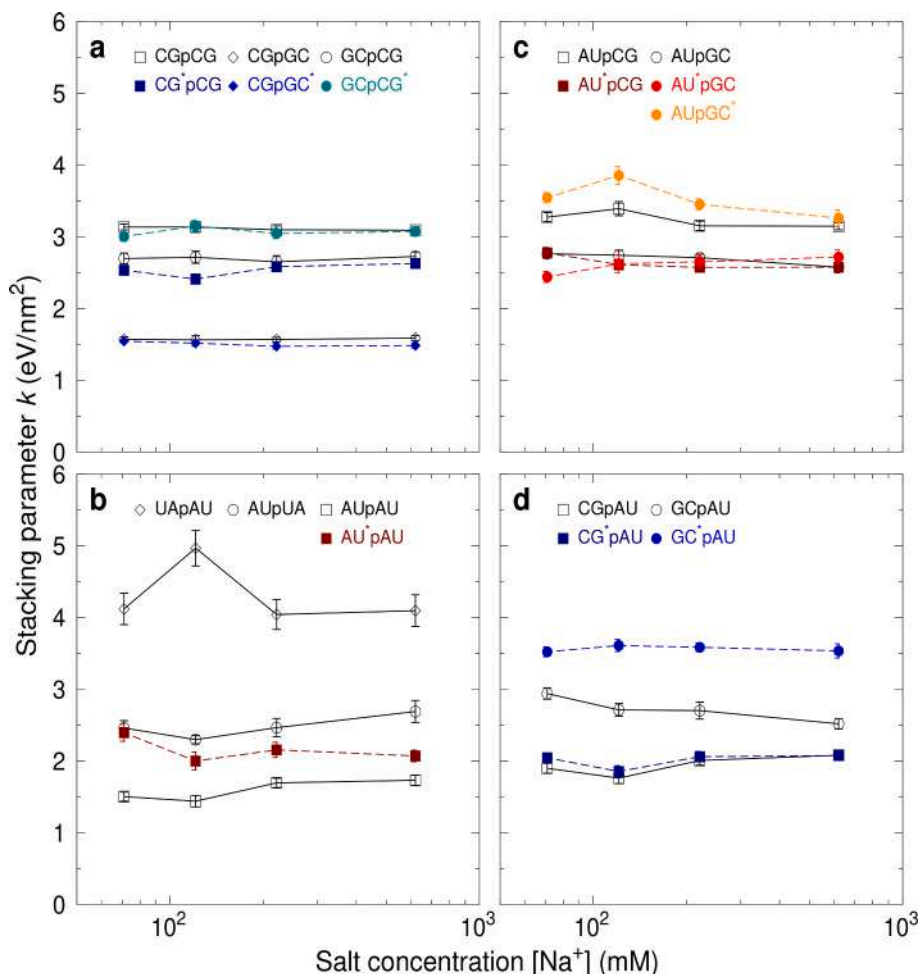 a
CGpCG CGpGC GCpCG
CG*pCG CGpGC* GCpCG*
c
AUpCG AUpGC
AU*pCG AU*pGC
AUpGC*
6
5
4
3
2
1
0
b
UApAU AUpUA AUpAU
AU*pAU
d
CGpAU GCpAU
CG*pAU GC*pAU
6
5
4
3
2
1
0
10² 10³ 10² 10³
Stacking parameter k (eV/nm²)
Salt concentration [Na⁺] (mM)